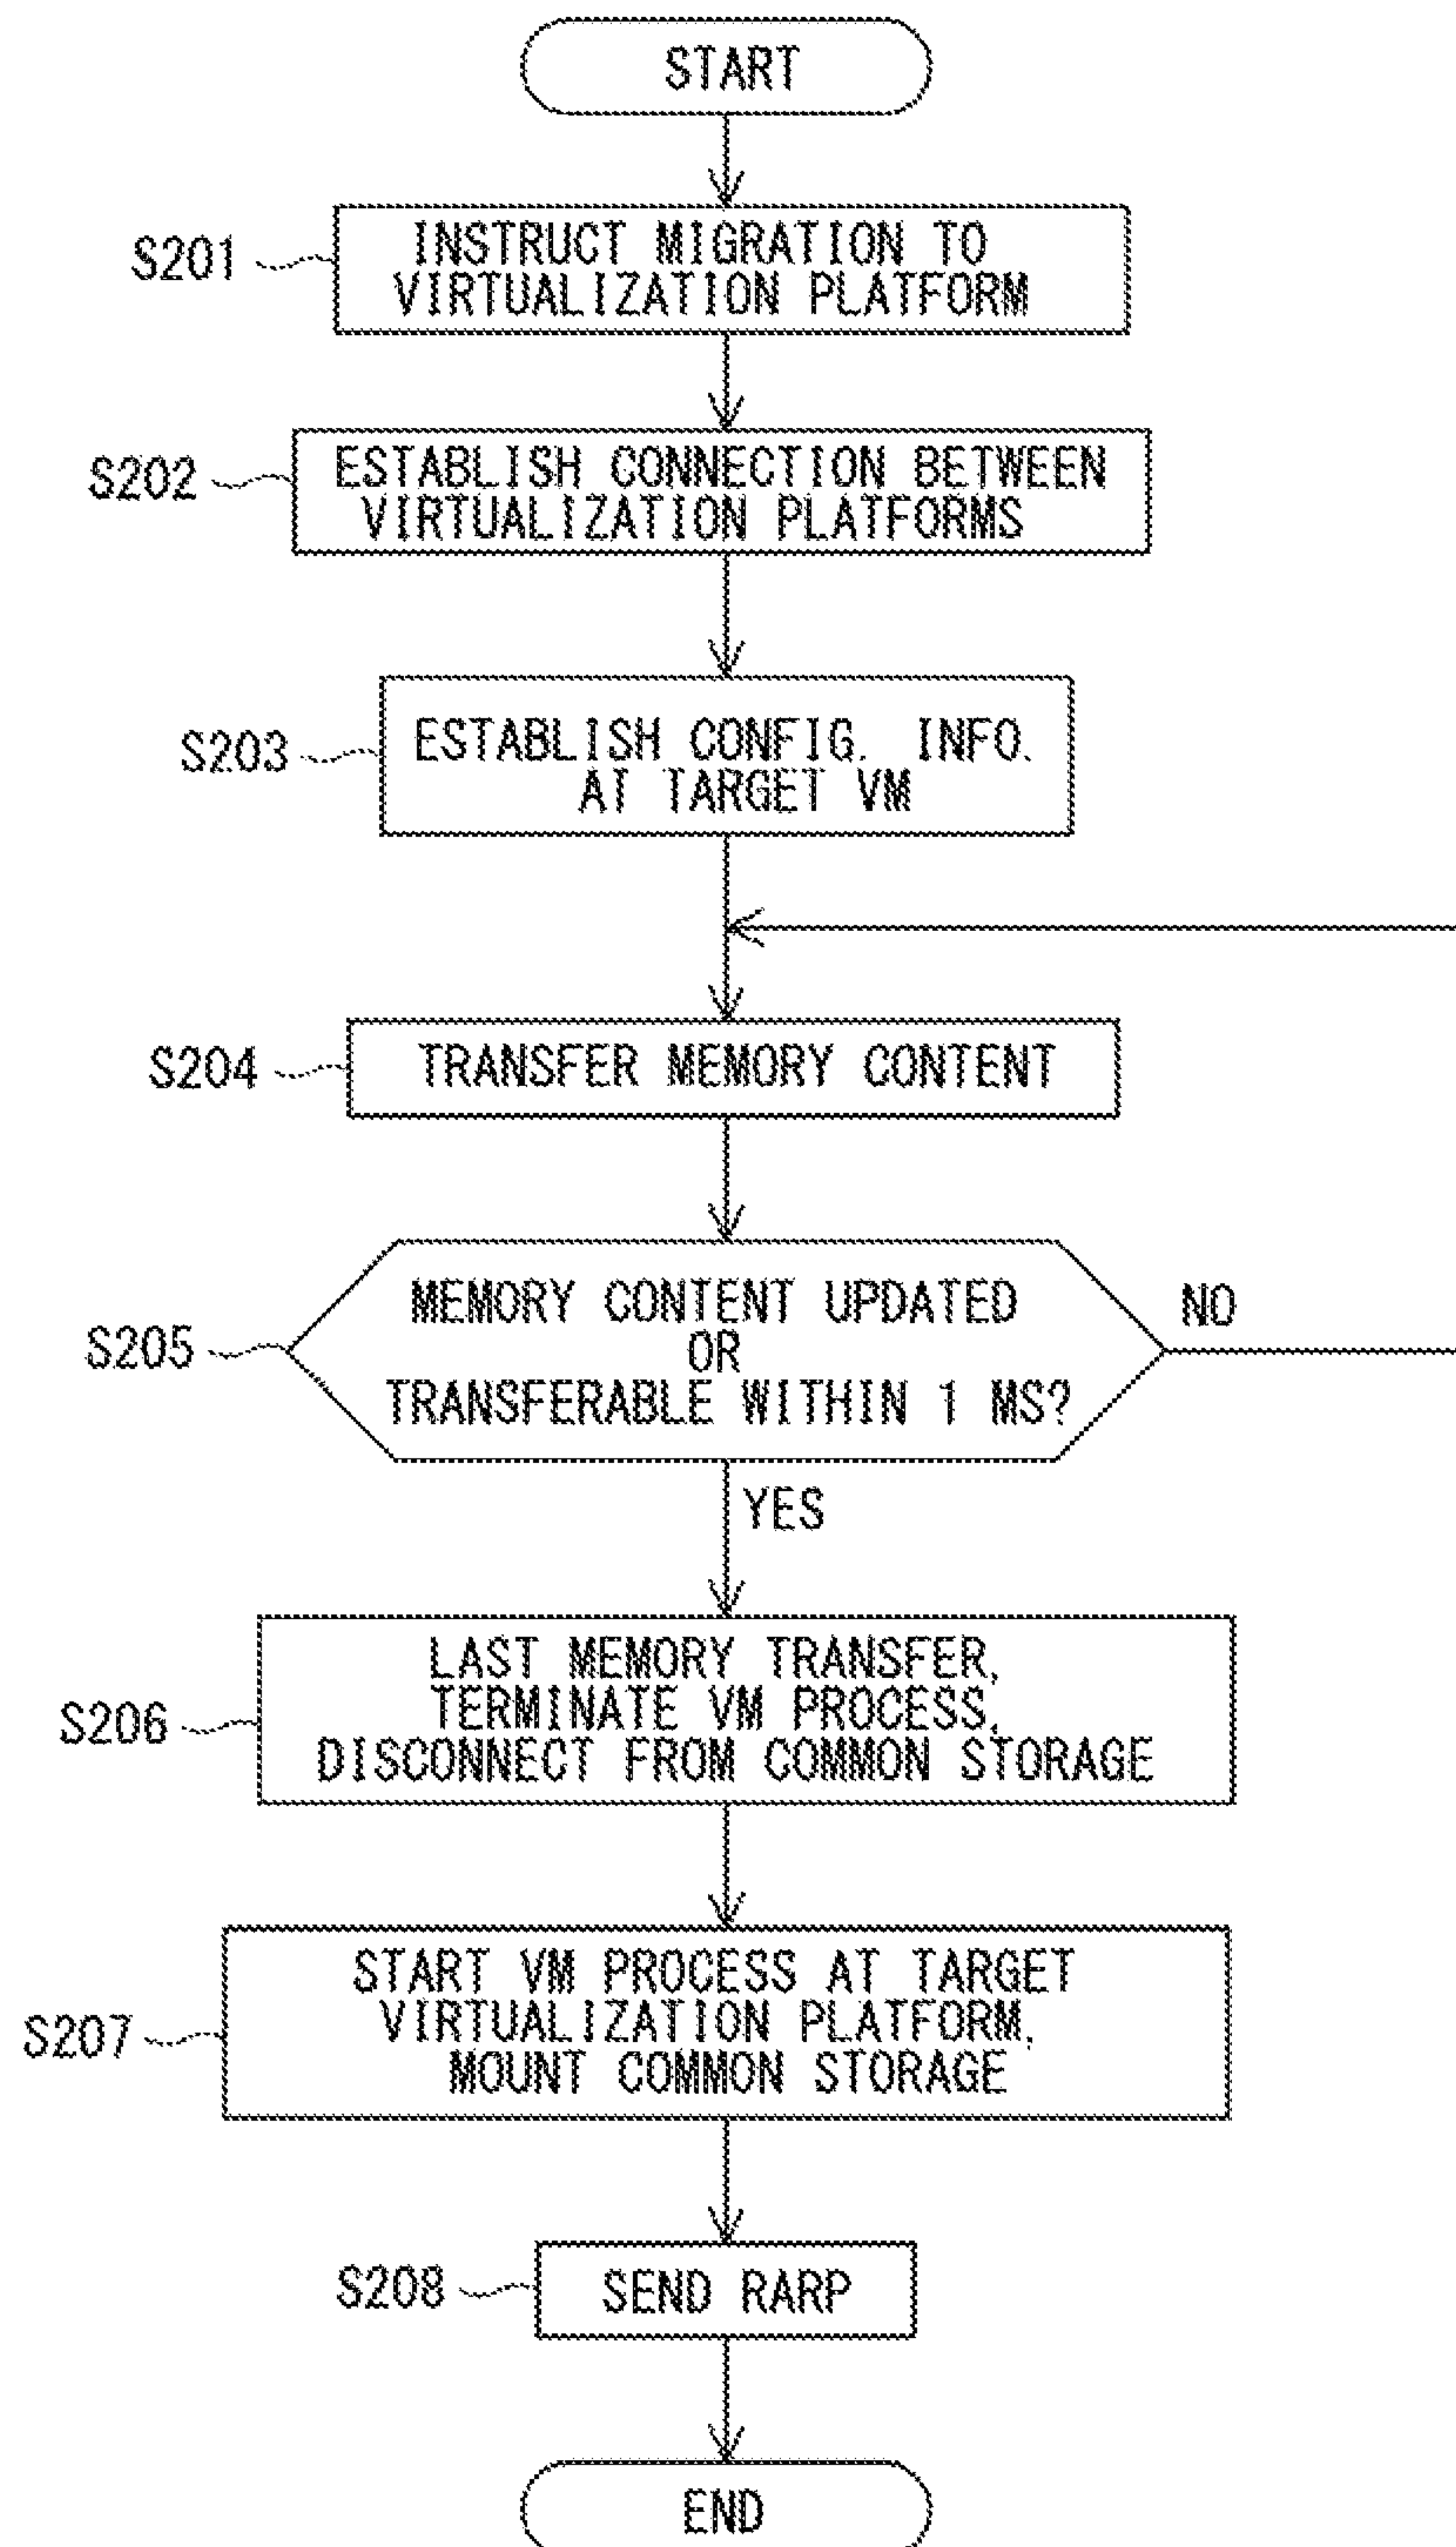 START
S201
INSTRUCT MIGRATION TO
VIRTUALIZATION PLATFORM
S202
ESTABLISH CONNECTION BETWEEN
VIRTUALIZATION PLATFORMS
S203
ESTABLISH CONFIG. INFO.
AT TARGET VM
S204
TRANSFER MEMORY CONTENT
S205
MEMORY CONTENT UPDATED
OR
TRANSFERABLE WITHIN 1 MS?
NO
YES
S206
LAST MEMORY TRANSFER,
TERMINATE VM PROCESS,
DISCONNECT FROM COMMON STORAGE
S207
START VM PROCESS AT TARGET
VIRTUALIZATION PLATFORM,
MOUNT COMMON STORAGE
S208
SEND RARP
END